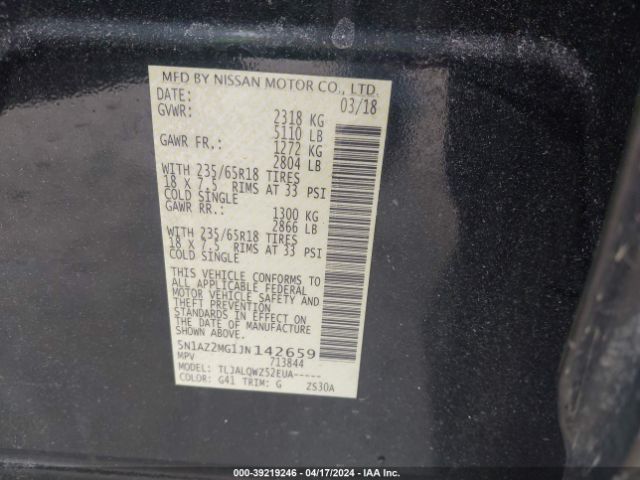 MFD BY NISSAN MOTOR CO., LTD.
DATE: 03/18
GVWR: 2318 KG
5110 LB
GAWR FR.: 1272 KG
2804 LB
WITH 235/65R18 TIRES
18 X 7.5 RIMS AT 33 PSI
COLD SINGLE
GAWR RR.: 1300 KG
2866 LB
WITH 235/65R18 TIRES
18 X 7.5 RIMS AT 33 PSI
COLD SINGLE
THIS VEHICLE CONFORMS TO
ALL APPLICABLE FEDERAL
MOTOR VEHICLE SAFETY AND
THEFT PREVENTION
STANDARDS IN EFFECT ON
THE DATE OF MANUFACTURE
SHOWN ABOVE.
5N1AZ2MG1JN142659
MPV 713844
MODEL: TLJALQWZ52EUA-----
COLOR: G41 TRIM: G ZS30A
000-39219246 - 04/17/2024 - IAA Inc.